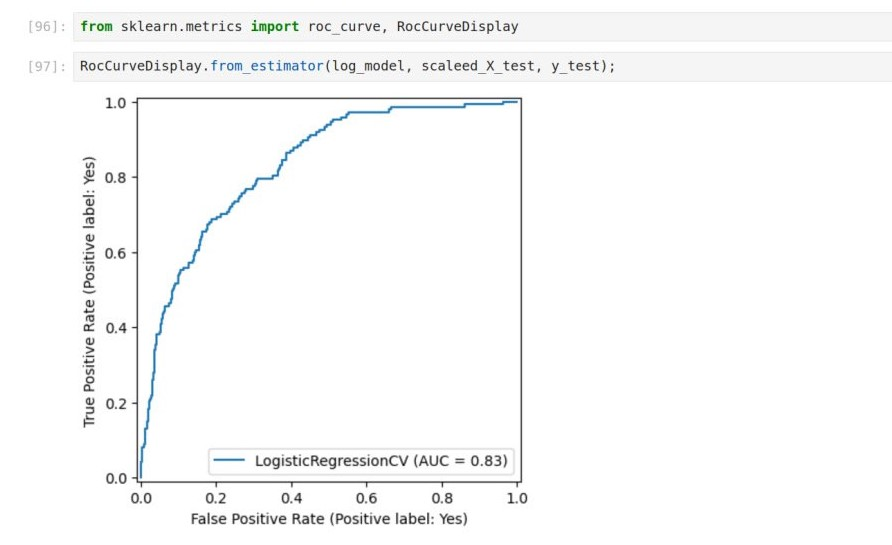 [96]: from sklearn.metrics import roc_curve, RocCurveDisplay
[97]: RocCurveDisplay.from_estimator(log_model, scaleed_X_test, y_test);
1.0
0.8
0.6
0.4
0.2
0.0
True Positive Rate (Positive label: Yes)
LogisticRegressionCV (AUC = 0.83)
0.0 0.2 0.4 0.6 0.8 1.0
False Positive Rate (Positive label: Yes)